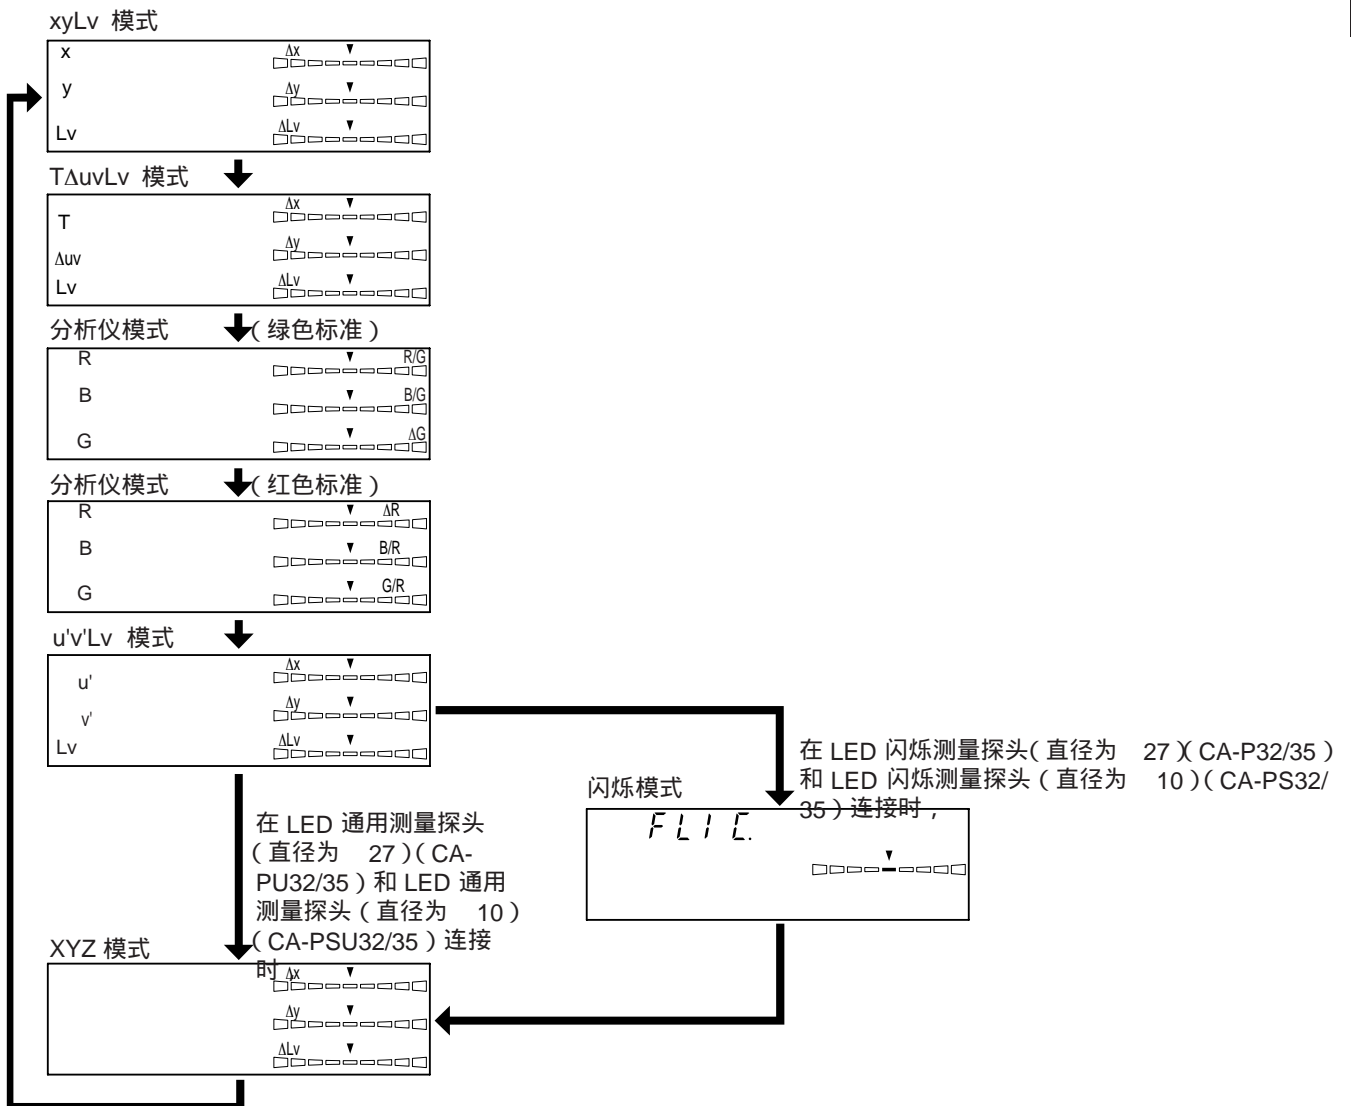 xyLv 模式
x
Δx
y
Δy
Lv
ΔLv
TΔuvLv 模式
T
Δx
Δuv
Δy
Lv
ΔLv
分析仪模式 （绿色标准）
R
R/G
B
B/G
G
ΔG
分析仪模式 （红色标准）
R
ΔR
B
B/R
G
G/R
u'v'Lv 模式
u'
Δx
v'
Δy
Lv
ΔLv
在 LED 闪烁测量探头（直径为 27）（CA-P32/35）
和 LED 闪烁测量探头（直径为 10）（CA-PS32/
35）连接时，
闪烁模式
FLIC.
在 LED 通用测量探头
（直径为 27）（CA-
PU32/35）和 LED 通用
测量探头（直径为 10）
（CA-PSU32/35）连接
时
XYZ 模式
Δx
Δy
ΔLv